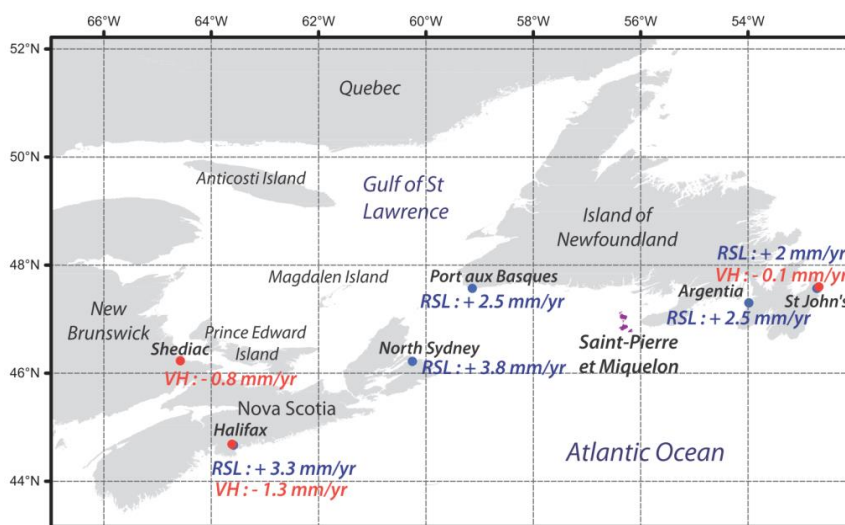 66°W 64°W 62°W 60°W 58°W 56°W 54°W
52°N
Quebec
50°N
Anticosti Island
Gulf of St
Lawrence
Island of
Newfoundland
RSL : + 2 mm/yr
48°N
Magdalen Island
Port aux Basques
VH : - 0.1 mm/yr
RSL : + 2.5 mm/yr
Argentia
St John's
New
Brunswick
Prince Edward
Island
Shediac
North Sydney
Saint-Pierre
et Miquelon
RSL : + 2.5 mm/yr
46°N
VH : - 0.8 mm/yr
RSL : + 3.8 mm/yr
Nova Scotia
Halifax
Atlantic Ocean
RSL : + 3.3 mm/yr
44°N
VH : - 1.3 mm/yr